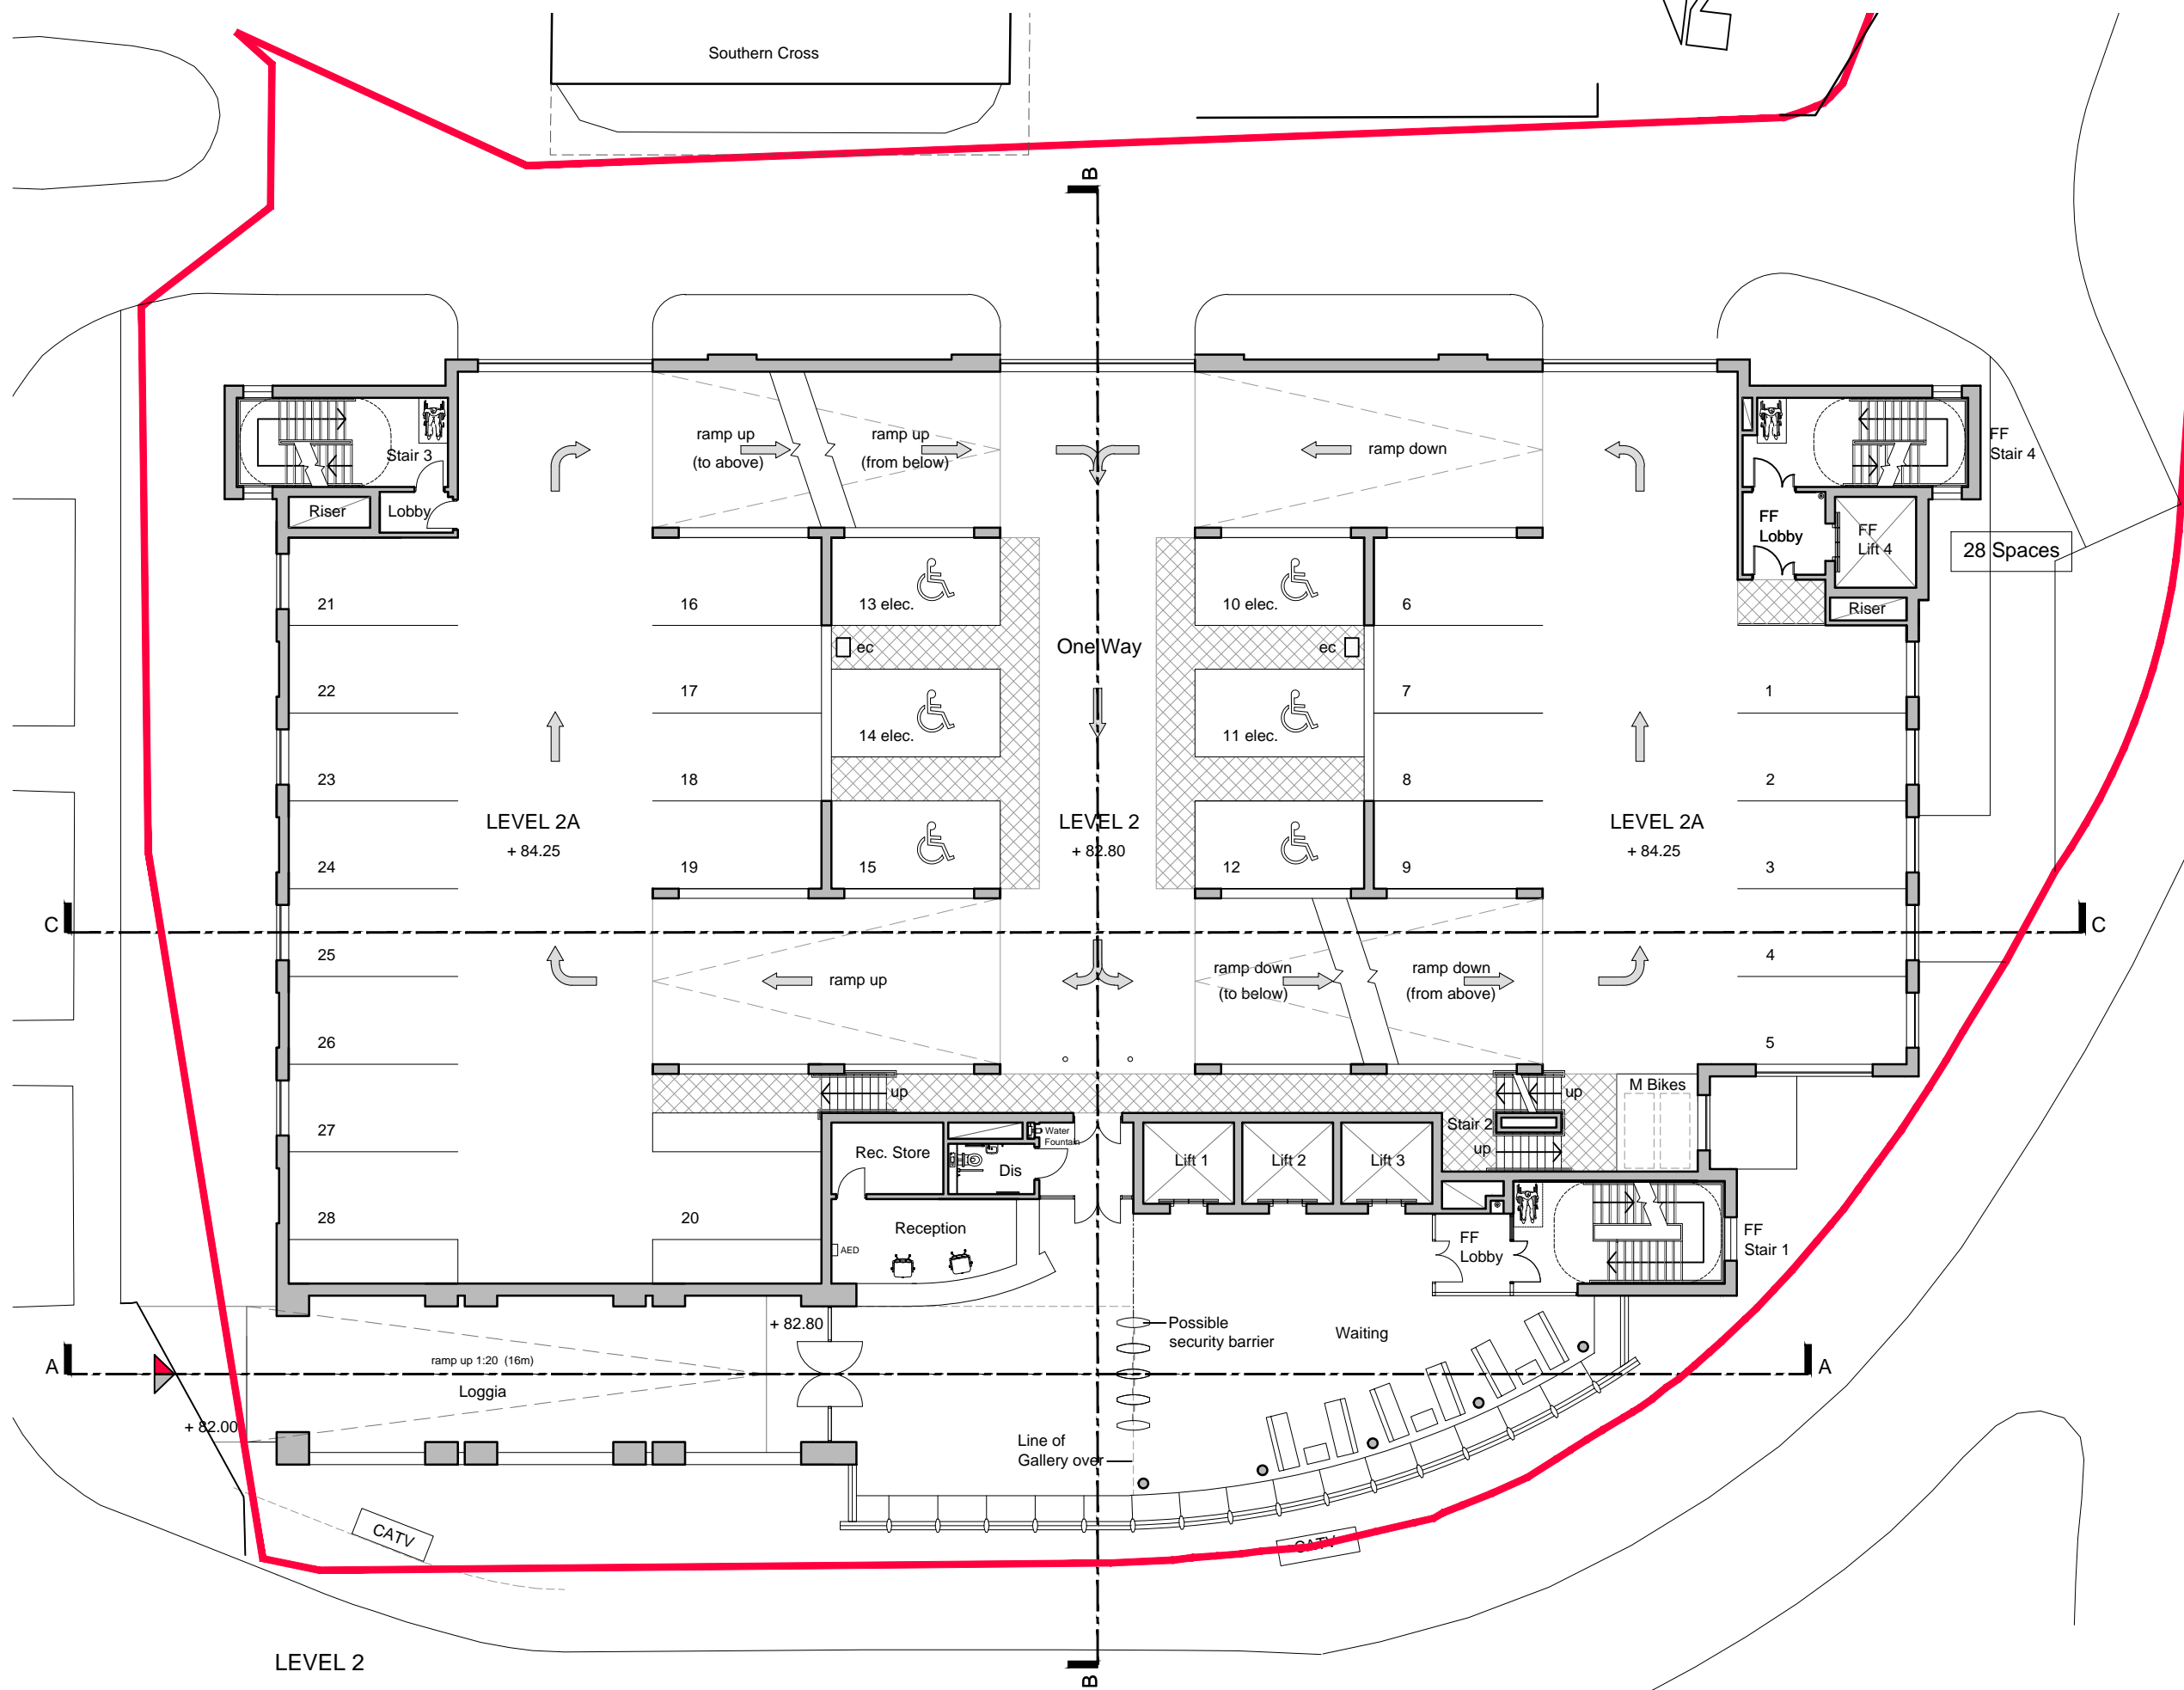 Southern Cross
B
ramp up
(to above)
ramp up
(from below)
ramp down
Stair 3
FF
Stair 4
Riser
Lobby
FF
Lobby
FF
Lift 4
28 Spaces
21
16
13 elec.
10 elec.
6
Riser
ec
One Way
ec
22
17
7
1
14 elec.
11 elec.
23
18
8
2
LEVEL 2A
+ 84.25
LEVEL 2
+ 82.80
LEVEL 2A
+ 84.25
24
19
15
12
9
3
C
C
25
4
ramp up
ramp down
(to below)
ramp down
(from above)
26
5
up
up
M Bikes
27
Rec. Store
Water
Fountain
Dis
Lift 1
Lift 2
Lift 3
Stair 2
up
28
20
Reception
AED
FF
Lobby
FF
Stair 1
+ 82.80
Possible
security barrier
Waiting
A
ramp up 1:20 (16m)
A
Loggia
+ 82.00
Line of
Gallery over
CATV
CATV
LEVEL 2
B